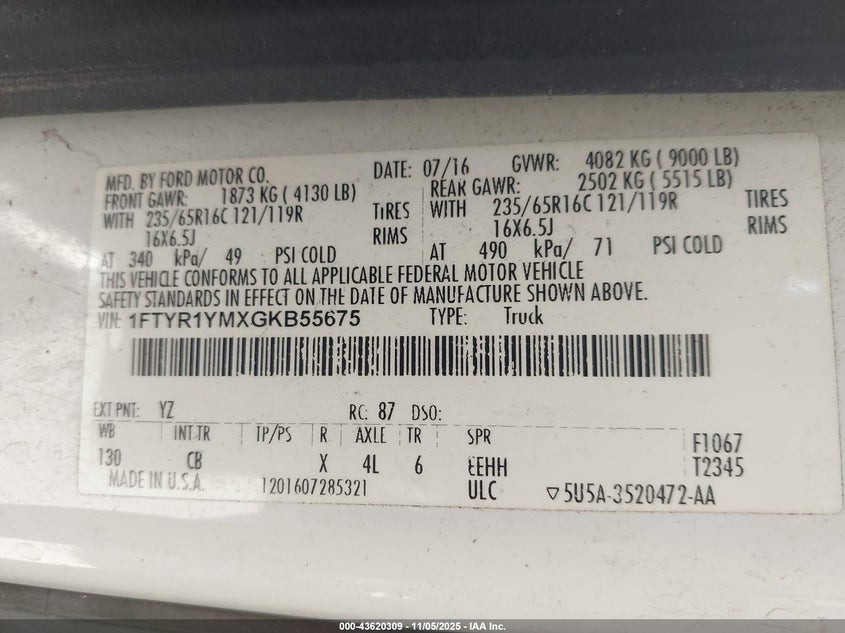 MFD. BY FORD MOTOR CO. DATE: 07/16 GVWR: 4082 KG ( 9000 LB)
FRONT GAWR: 1873 KG ( 4130 LB) REAR GAWR: 2502 KG ( 5515 LB)
WITH 235/65R16C 121/119R TIRES WITH 235/65R16C 121/119R TIRES
16X6.5J RIMS 16X6.5J RIMS
AT 340 kPa/ 49 PSI COLD AT 490 kPa/ 71 PSI COLD
THIS VEHICLE CONFORMS TO ALL APPLICABLE FEDERAL MOTOR VEHICLE
SAFETY STANDARDS IN EFFECT ON THE DATE OF MANUFACTURE SHOWN ABOVE.
VIN: 1FTYR1YMXGKB55675 TYPE: Truck
EXT PNT: YZ RC: 87 DSO:
WB INT TR TP/PS R AXLE TR SPR F1067
130 CB X 4L 6 EEHH T2345
MADE IN U.S.A. 1201607285321 ULC ▽5U5A-3520472-AA
000-43620309 - 11/05/2025 - IAA Inc.